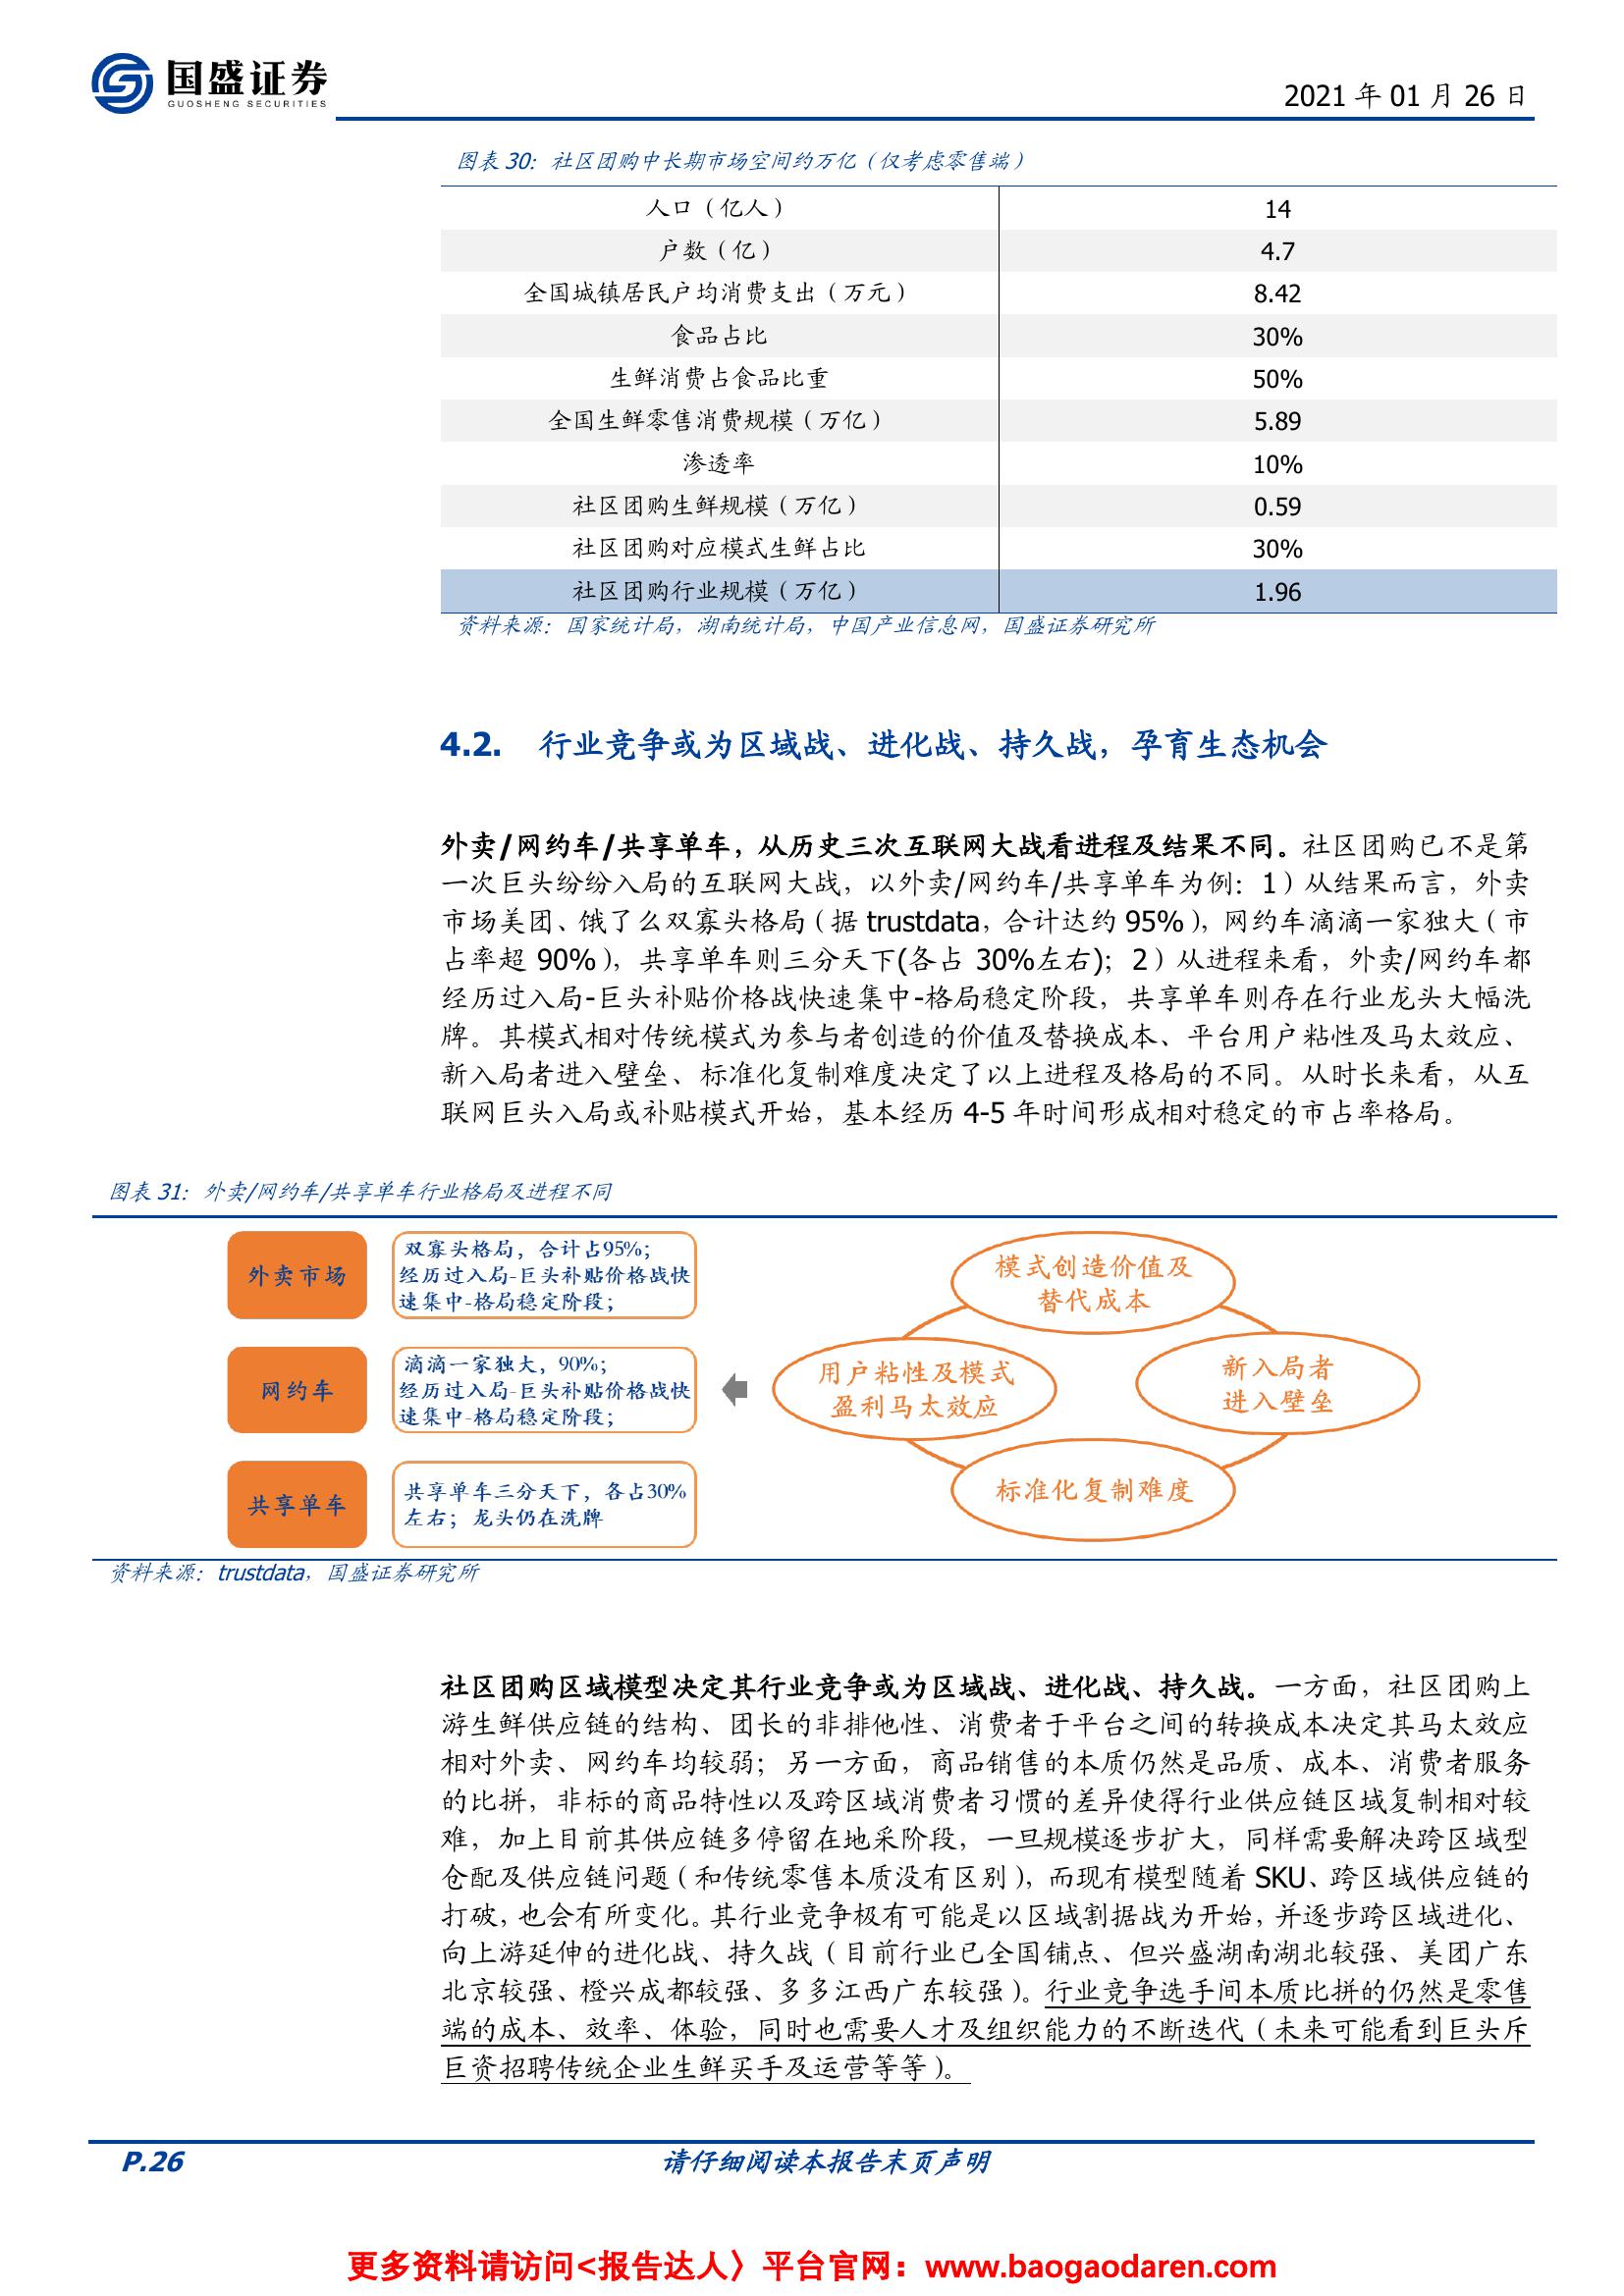 国盛证券
GUOSHENG SECURITIES
2021 年 01 月 26 日
图表 30：社区团购中长期市场空间约万亿（仅考虑零售端）
人口（亿人） 14
户数（亿） 4.7
全国城镇居民户均消费支出（万元） 8.42
食品占比 30%
生鲜消费占食品比重 50%
全国生鲜零售消费规模（万亿） 5.89
渗透率 10%
社区团购生鲜规模（万亿） 0.59
社区团购对应模式生鲜占比 30%
社区团购行业规模（万亿） 1.96
资料来源：国家统计局，湖南统计局，中国产业信息网，国盛证券研究所
4.2. 行业竞争或为区域战、进化战、持久战，孕育生态机会
外卖/网约车/共享单车，从历史三次互联网大战看进程及结果不同。社区团购已不是第
一次巨头纷纷入局的互联网大战，以外卖/网约车/共享单车为例：1）从结果而言，外卖
市场美团、饿了么双寡头格局（据 trustdata，合计达约 95%），网约车滴滴一家独大（市
占率超 90%），共享单车则三分天下(各占 30%左右)；2）从进程来看，外卖/网约车都
经历过入局-巨头补贴价格战快速集中-格局稳定阶段，共享单车则存在行业龙头大幅洗
牌。其模式相对传统模式为参与者创造的价值及替换成本、平台用户粘性及马太效应、
新入局者进入壁垒、标准化复制难度决定了以上进程及格局的不同。从时长来看，从互
联网巨头入局或补贴模式开始，基本经历 4-5 年时间形成相对稳定的市占率格局。
图表 31：外卖/网约车/共享单车行业格局及进程不同
外卖市场
双寡头格局，合计占95%；
经历过入局-巨头补贴价格战快
速集中-格局稳定阶段；
网约车
滴滴一家独大，90%；
经历过入局-巨头补贴价格战快
速集中-格局稳定阶段；
共享单车
共享单车三分天下，各占30%
左右；龙头仍在洗牌
模式创造价值及
替代成本
用户粘性及模式
盈利马太效应
新入局者
进入壁垒
标准化复制难度
资料来源：trustdata，国盛证券研究所
社区团购区域模型决定其行业竞争或为区域战、进化战、持久战。一方面，社区团购上
游生鲜供应链的结构、团长的非排他性、消费者于平台之间的转换成本决定其马太效应
相对外卖、网约车均较弱；另一方面，商品销售的本质仍然是品质、成本、消费者服务
的比拼，非标的商品特性以及跨区域消费者习惯的差异使得行业供应链区域复制相对较
难，加上目前其供应链多停留在地采阶段，一旦规模逐步扩大，同样需要解决跨区域型
仓配及供应链问题（和传统零售本质没有区别），而现有模型随着 SKU、跨区域供应链的
打破，也会有所变化。其行业竞争极有可能是以区域割据战为开始，并逐步跨区域进化、
向上游延伸的进化战、持久战（目前行业已全国铺点、但兴盛湖南湖北较强、美团广东
北京较强、橙兴成都较强、多多江西广东较强）。行业竞争选手间本质比拼的仍然是零售
端的成本、效率、体验，同时也需要人才及组织能力的不断迭代（未来可能看到巨头斥
巨资招聘传统企业生鲜买手及运营等等）。
P.26
请仔细阅读本报告末页声明
更多资料请访问<报告达人〉平台官网：www.baogaodaren.com